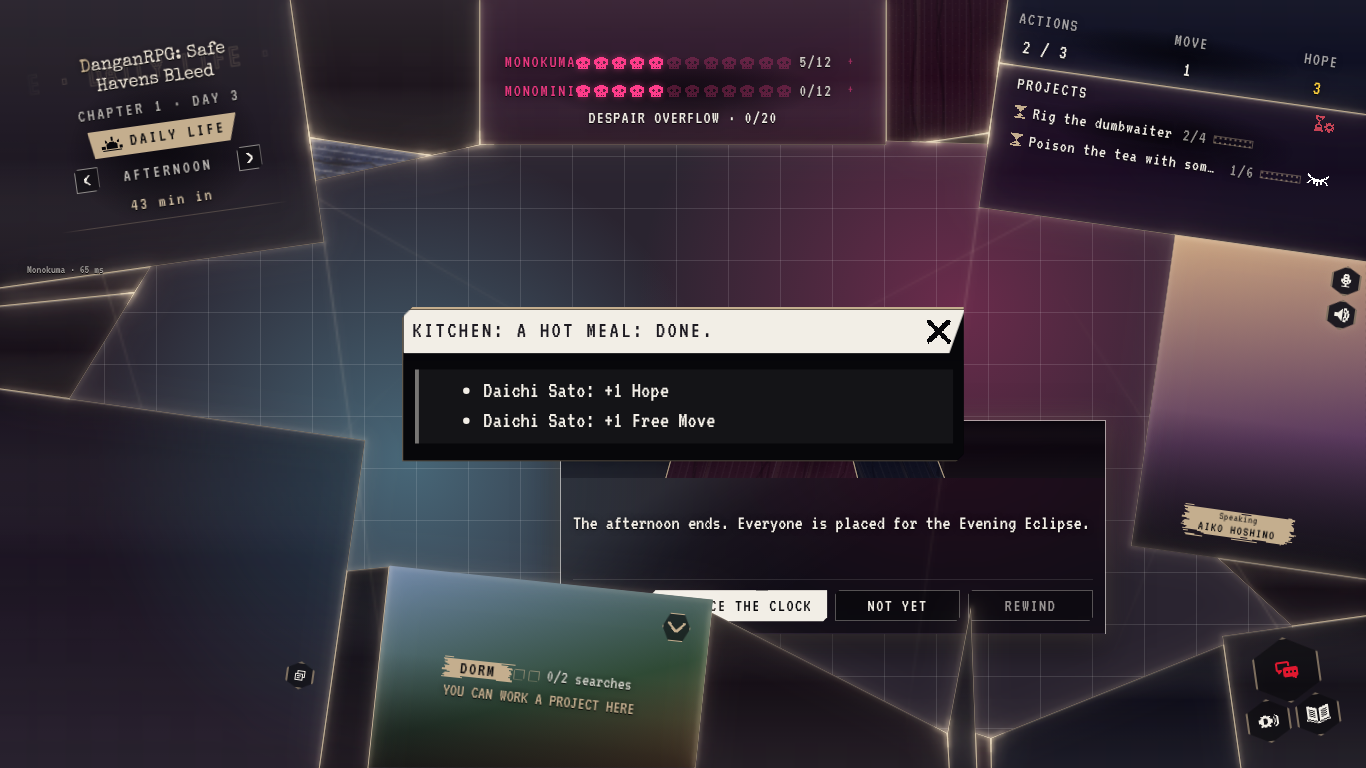 DanganRPG: Safe
Havens Bleed
CHAPTER 1 · DAY 3
DAILY LIFE
AFTERNOON
43 min in
Monokuma · 65 ms
MONOKUMA 5/12 +
MONOMINI 0/12 +
DESPAIR OVERFLOW · 0/20
ACTIONS
2 / 3
MOVE
1
HOPE
3
PROJECTS
Rig the dumbwaiter 2/4
Poison the tea with som… 1/6
KITCHEN: A HOT MEAL: DONE.
• Daichi Sato: +1 Hope
• Daichi Sato: +1 Free Move
The afternoon ends. Everyone is placed for the Evening Eclipse.
CE THE CLOCK
NOT YET
REWIND
Speaking
AIKO HOSHINO
DORM 0/2 searches
YOU CAN WORK A PROJECT HERE